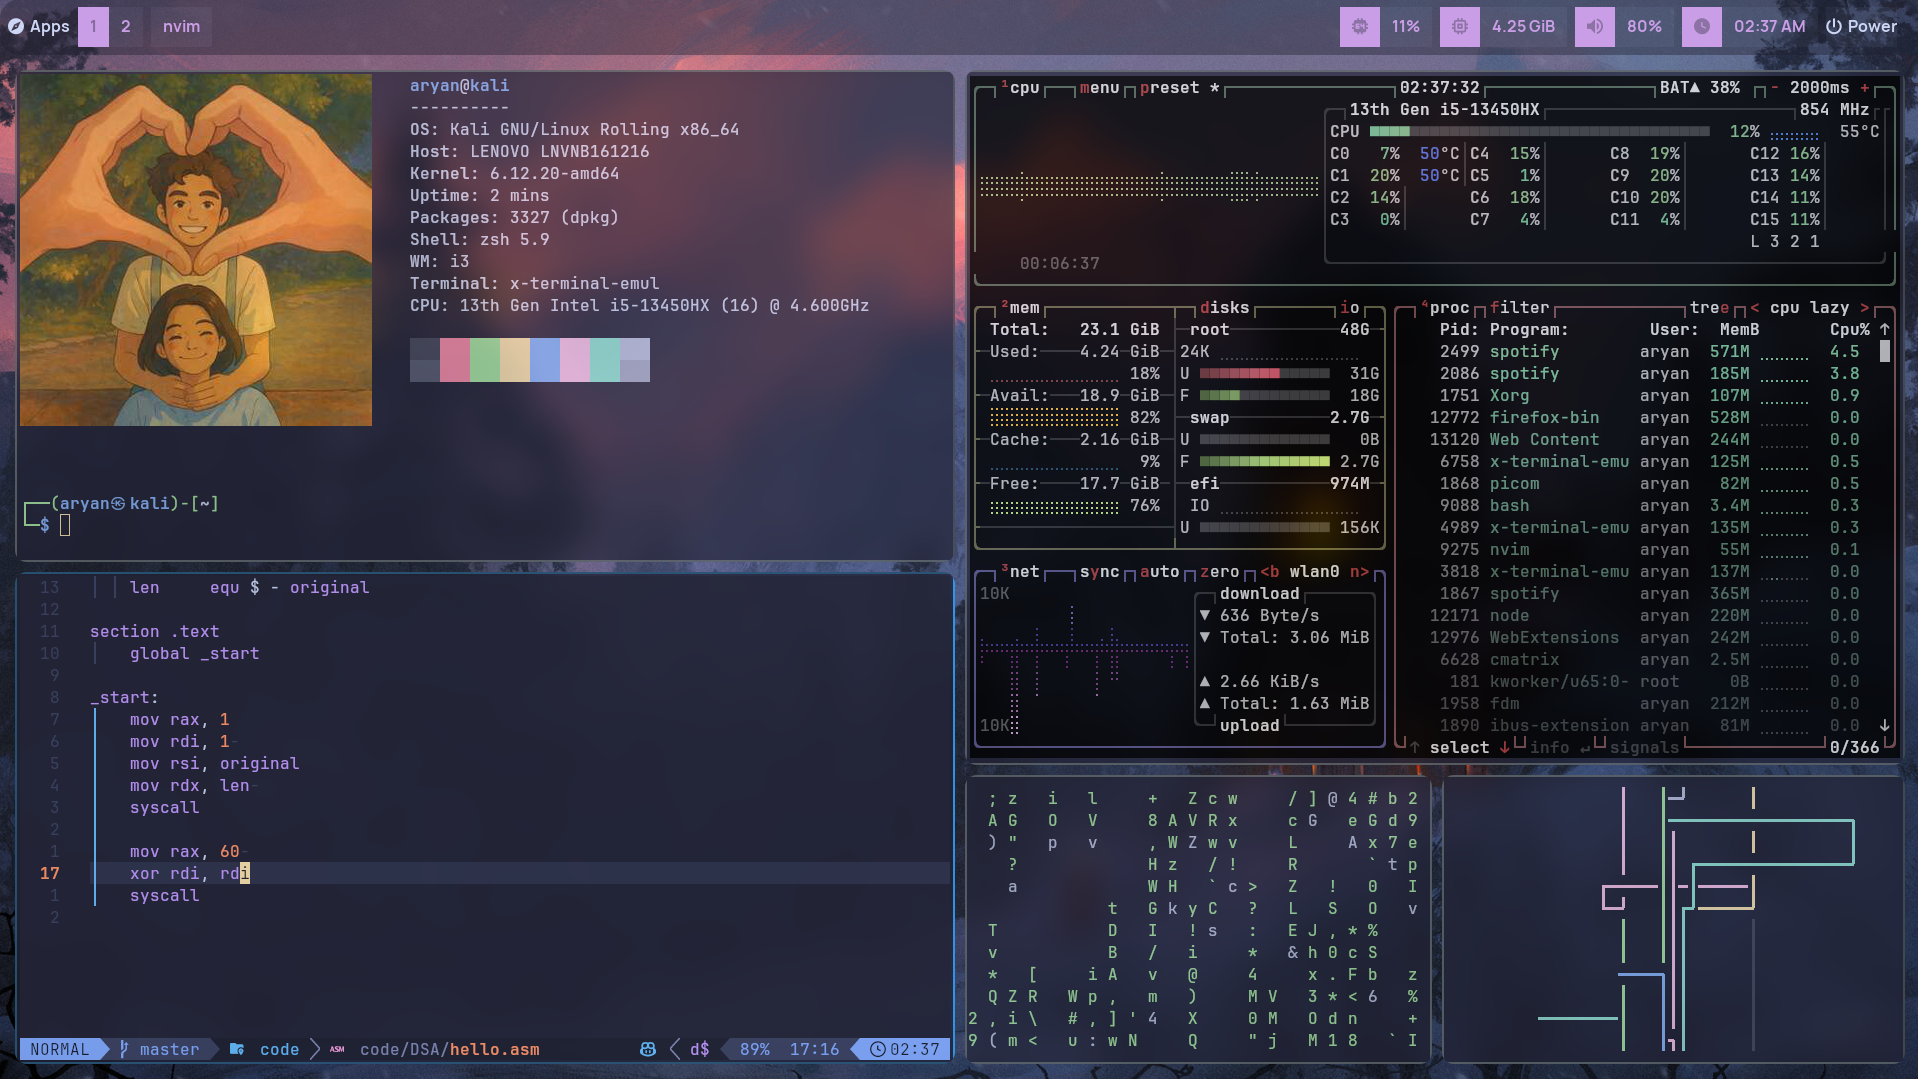 Apps 1 2 nvim 11% 4.25 GiB 80% 02:37 AM Power
aryan@kali
----------
OS: Kali GNU/Linux Rolling x86_64
Host: LENOVO LNVNB161216
Kernel: 6.12.20-amd64
Uptime: 2 mins
Packages: 3327 (dpkg)
Shell: zsh 5.9
WM: i3
Terminal: x-terminal-emul
CPU: 13th Gen Intel i5-13450HX (16) @ 4.600GHz
(aryan㉿kali)-[~]
$
13 len equ $ - original
12
11 section .text
10 global _start
9
8 _start:
7 mov rax, 1
6 mov rdi, 1-
5 mov rsi, original
4 mov rdx, len-
3 syscall
2
1 mov rax, 60-
17 xor rdi, rdi
1 syscall
2
NORMAL master code ASM code/DSA/hello.asm d$ 89% 17:16 02:37
¹cpu menu preset * 02:37:32 BAT▲ 38% - 2000ms +
13th Gen i5-13450HX 854 MHz
CPU 12% 55°C
C0 7% 50°C C4 15% C8 19% C12 16%
C1 20% 50°C C5 1% C9 20% C13 14%
C2 14% C6 18% C10 20% C14 11%
C3 0% C7 4% C11 4% C15 11%
L 3 2 1
00:06:37
²mem
Total: 23.1 GiB
Used: 4.24 GiB
18%
Avail: 18.9 GiB
82%
Cache: 2.16 GiB
9%
Free: 17.7 GiB
76%
disks io
root 48G
24K
U 31G
F 18G
swap 2.7G
U 0B
F 2.7G
efi 974M
IO
U 156K
³net sync auto zero <b wlan0 n>
10K
10K
download
▼ 636 Byte/s
▼ Total: 3.06 MiB
▲ 2.66 KiB/s
▲ Total: 1.63 MiB
upload
⁴proc filter tree < cpu lazy >
Pid: Program: User: MemB Cpu% ↑
2499 spotify aryan 571M 4.5
2086 spotify aryan 185M 3.8
1751 Xorg aryan 107M 0.9
12772 firefox-bin aryan 528M 0.0
13120 Web Content aryan 244M 0.0
6758 x-terminal-emu aryan 125M 0.5
1868 picom aryan 82M 0.5
9088 bash aryan 3.4M 0.3
4989 x-terminal-emu aryan 135M 0.3
9275 nvim aryan 55M 0.1
3818 x-terminal-emu aryan 137M 0.0
1867 spotify aryan 365M 0.0
12171 node aryan 220M 0.0
12976 WebExtensions aryan 242M 0.0
6628 cmatrix aryan 2.5M 0.0
181 kworker/u65:0- root 0B 0.0
1958 fdm aryan 212M 0.0
1890 ibus-extension aryan 81M 0.0 ↓
↑ select ↓ info ↵ signals 0/366
; z i l + Z c w / ] @ 4 # b 2
A G O V 8 A V R x c G e G d 9
) " p v , W Z w v L A x 7 e
? H z / ! R ` t p
a W H ` c > Z ! 0 I
t G k y C ? L S O v
T D I ! s : E J , * %
v B / i * & h 0 c S
* [ i A v @ 4 x . F b z
Q Z R W p , m ) M V 3 * < 6 %
2 , i \ # , ] ' 4 X 0 M O d n +
9 ( m < u : w N Q " j M 1 8 ` I